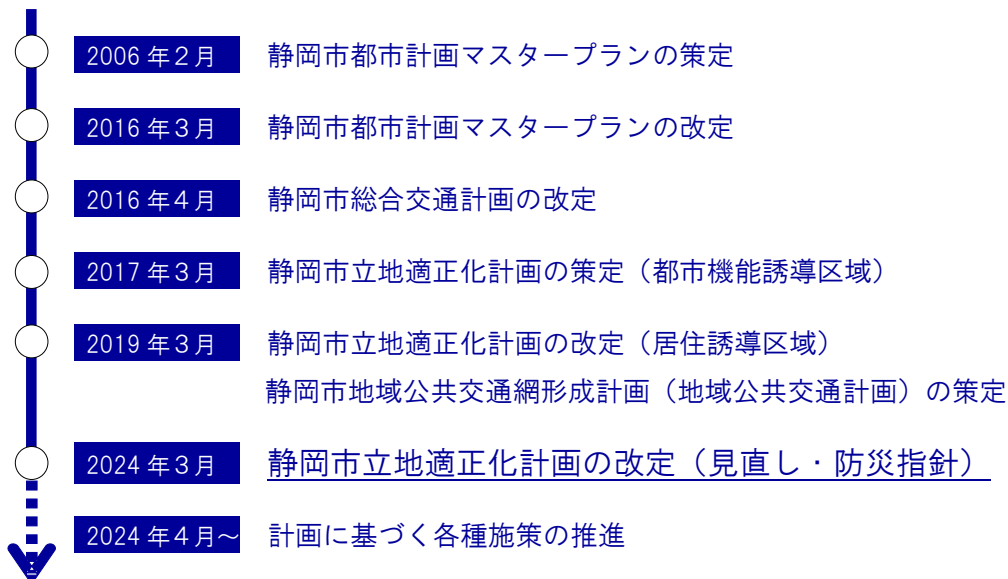 2006年2月 静岡市都市計画マスタープランの策定
2016年3月 静岡市都市計画マスタープランの改定
2016年4月 静岡市総合交通計画の改定
2017年3月 静岡市立地適正化計画の策定（都市機能誘導区域）
2019年3月 静岡市立地適正化計画の改定（居住誘導区域）
静岡市地域公共交通網形成計画（地域公共交通計画）の策定
2024年3月 静岡市立地適正化計画の改定（見直し・防災指針）
2024年4月～ 計画に基づく各種施策の推進